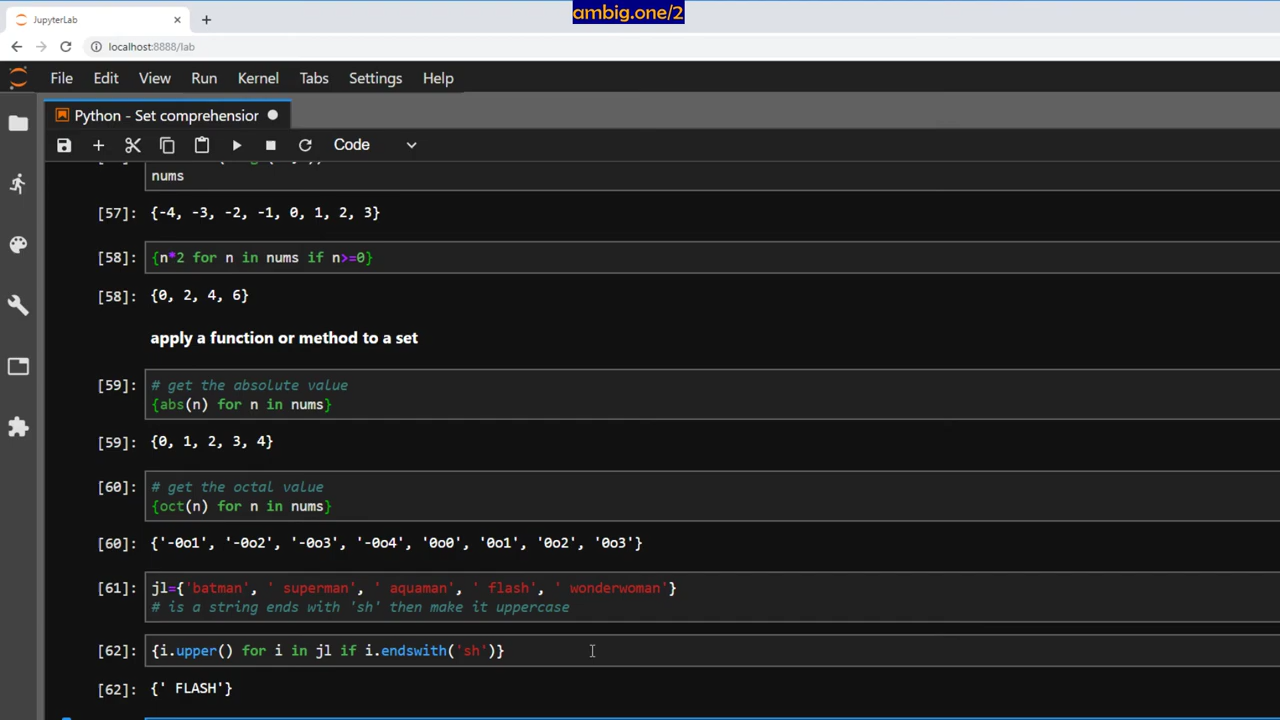 ambig.one/2
JupyterLab
localhost:8888/lab
File Edit View Run Kernel Tabs Settings Help
Python - Set comprehension
Code
nums
[57]: {-4, -3, -2, -1, 0, 1, 2, 3}
[58]: {n*2 for n in nums if n>=0}
[58]: {0, 2, 4, 6}
apply a function or method to a set
[59]: # get the absolute value
{abs(n) for n in nums}
[59]: {0, 1, 2, 3, 4}
[60]: # get the octal value
{oct(n) for n in nums}
[60]: {'-0o1', '-0o2', '-0o3', '-0o4', '0o0', '0o1', '0o2', '0o3'}
[61]: jl={'batman', ' superman', ' aquaman', ' flash', ' wonderwoman'}
# is a string ends with 'sh' then make it uppercase
[62]: {i.upper() for i in jl if i.endswith('sh')}
[62]: {' FLASH'}